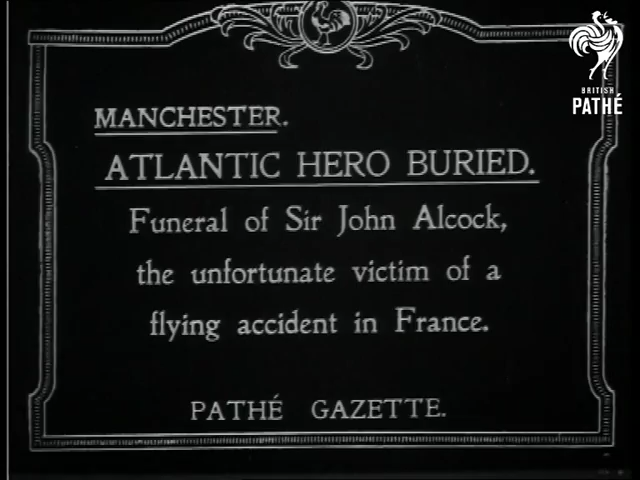 BRITISH
PATHÉ
MANCHESTER.
ATLANTIC HERO BURIED.
Funeral of Sir John Alcock,
the unfortunate victim of a
flying accident in France.
PATHÉ GAZETTE.